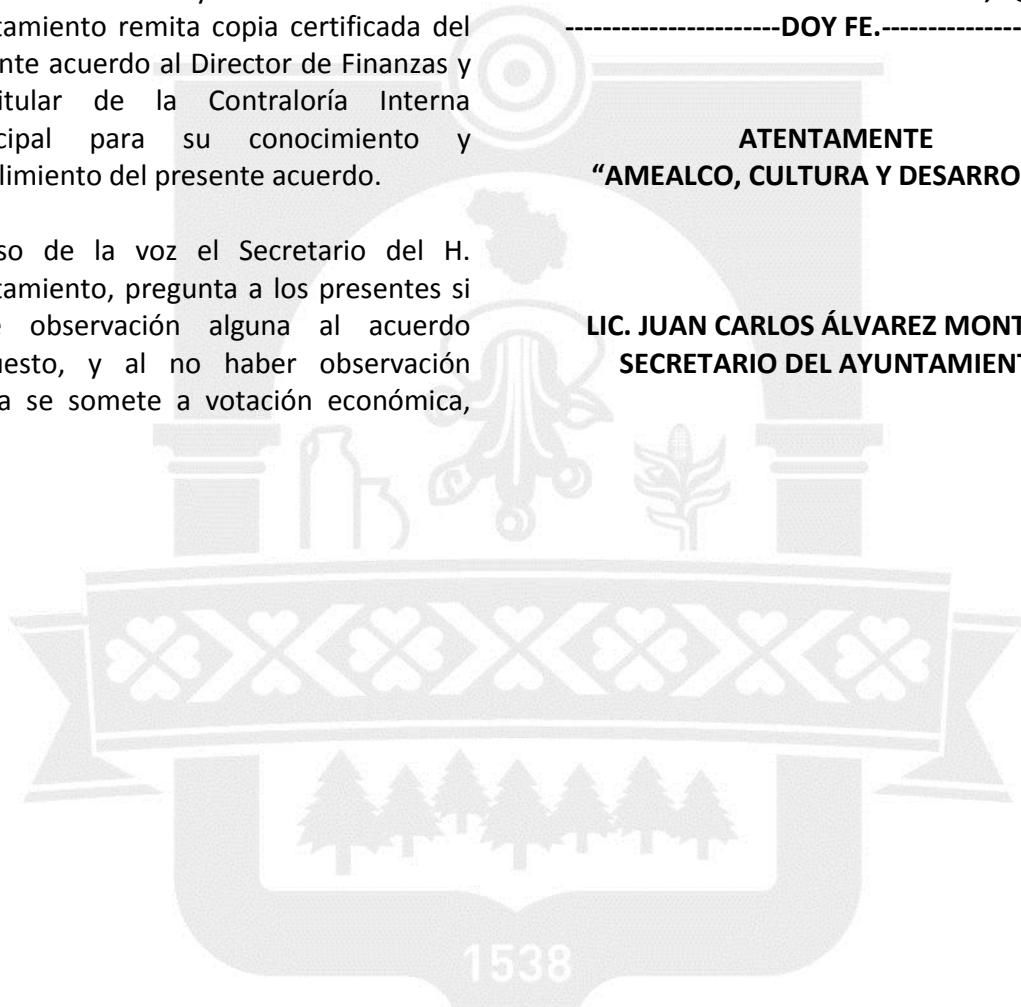 tamiento remita copia certificada del
nte acuerdo al Director de Finanzas y
itular de la Contraloría Interna
cipal para su conocimiento y
limiento del presente acuerdo.
so de la voz el Secretario del H.
tamiento, pregunta a los presentes si
e observación alguna al acuerdo
uesto, y al no haber observación
a se somete a votación económica,
-----------------------DOY FE.---------------
ATENTAMENTE
“AMEALCO, CULTURA Y DESARRO
LIC. JUAN CARLOS ÁLVAREZ MONT
SECRETARIO DEL AYUNTAMIENT
1538